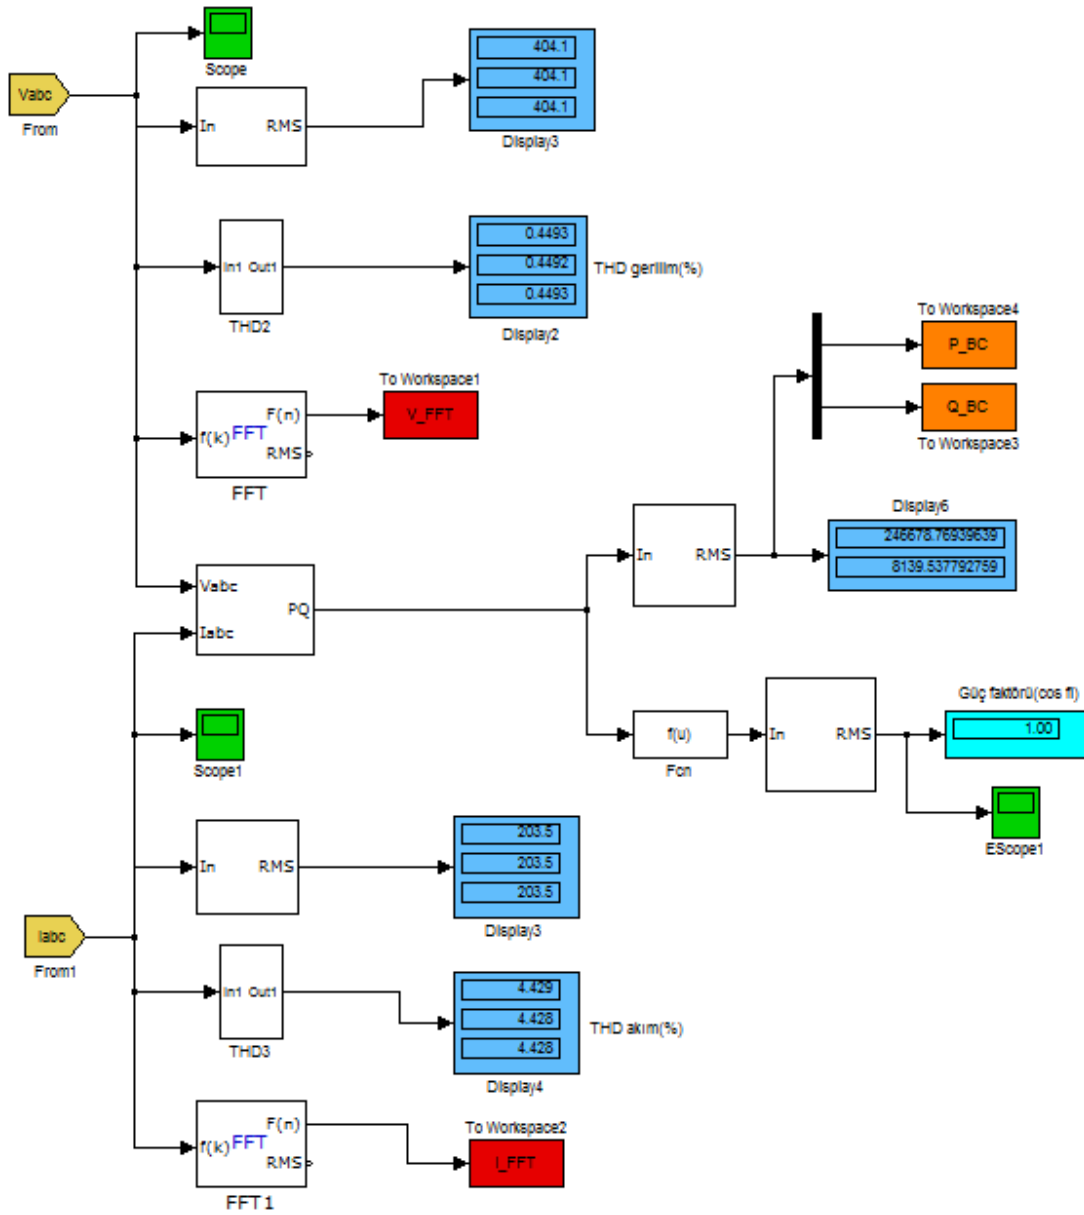 Scope
404.1
404.1
404.1
Display3
Vabc
From
In RMS
In1 Out1
THD2
0.4493
0.4492
0.4493
Display2
THD gerilim(%)
To Workspace4
P_BC
Q_BC
To Workspace3
To Workspace1
V_FFT
f(k) FFT F(n)
RMS
FFT
Display6
246678.76939639
8139.537792759
In RMS
Vabc
Iabc
PQ
Scope1
f(u)
Fcn
In RMS
Güç faktörü(cos fi)
1.00
EScope1
In RMS
203.5
203.5
203.5
Display3
Iabc
From1
In1 Out1
THD3
4.429
4.428
4.428
Display4
THD akım(%)
To Workspace2
I_FFT
f(k) FFT F(n)
RMS
FFT1